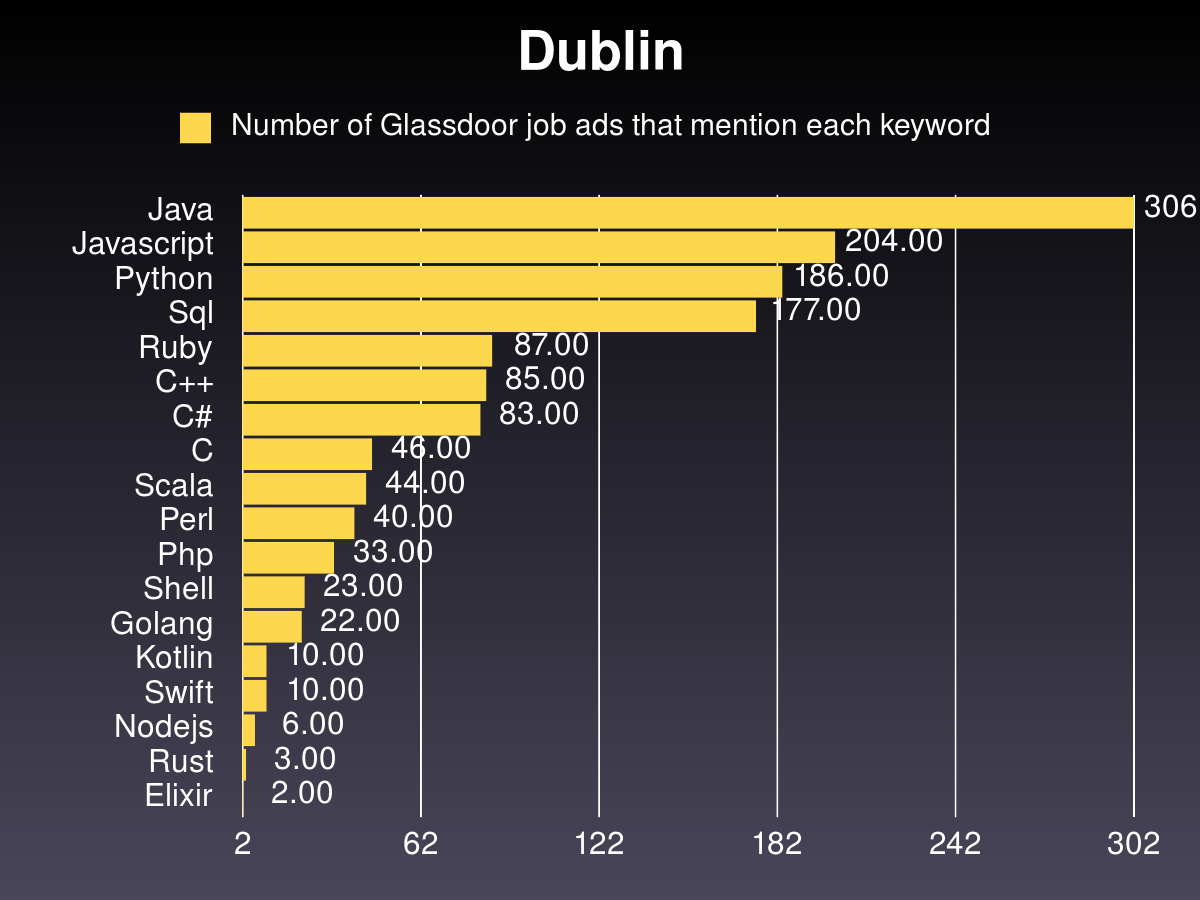 Dublin
Number of Glassdoor job ads that mention each keyword
Java 306
Javascript 204.00
Python 186.00
Sql 177.00
Ruby 87.00
C++ 85.00
C# 83.00
C 46.00
Scala 44.00
Perl 40.00
Php 33.00
Shell 23.00
Golang 22.00
Kotlin 10.00
Swift 10.00
Nodejs 6.00
Rust 3.00
Elixir 2.00
2 62 122 182 242 302